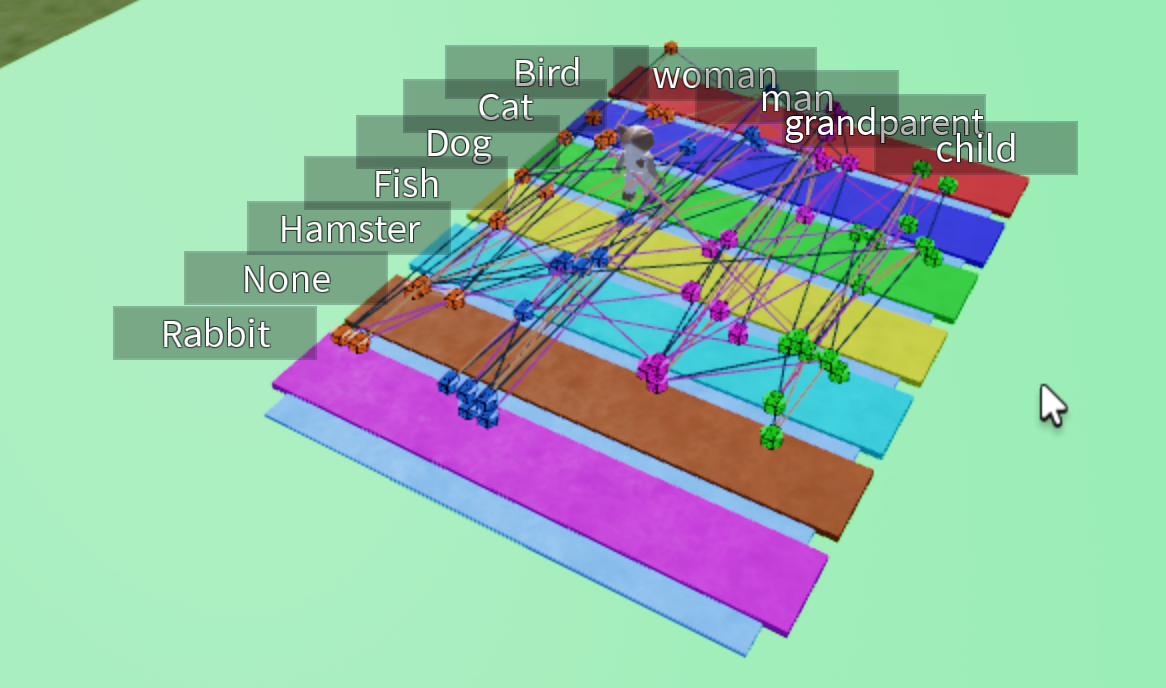 Bird
Cat
Dog
Fish
Hamster
None
Rabbit
woman
man
grandparent
child